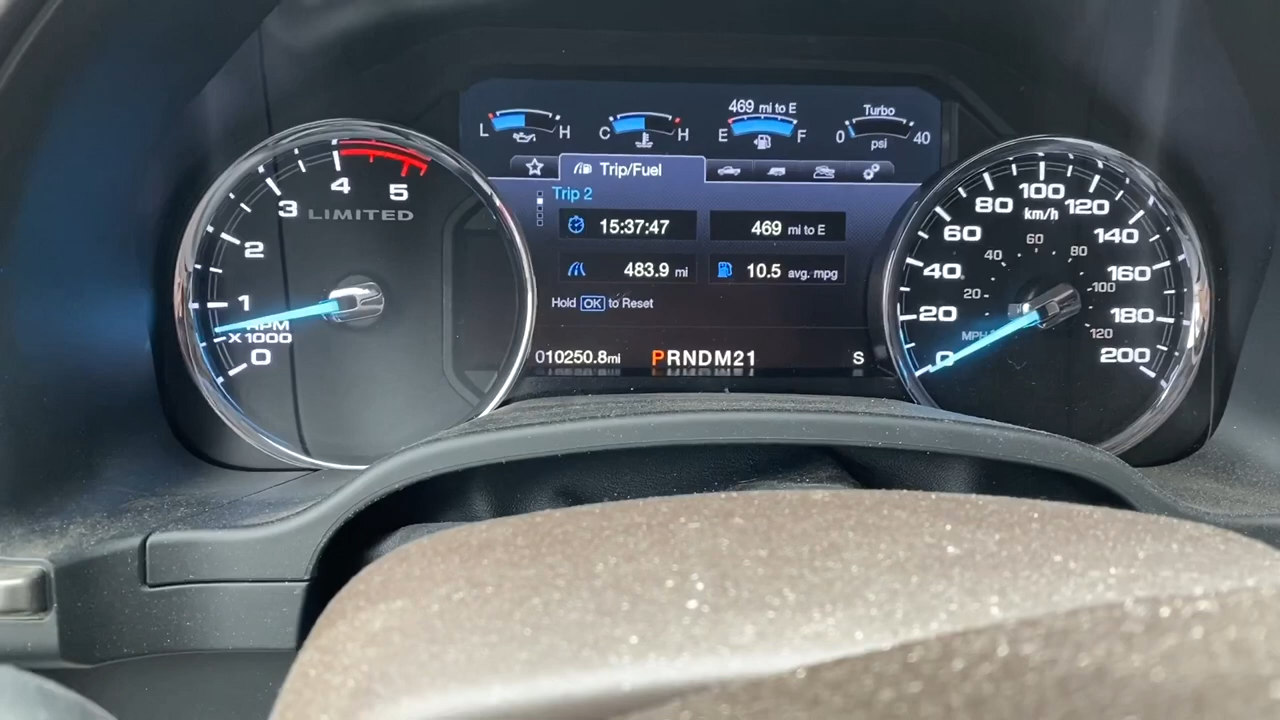 469 mi to E
Turbo
L H
C H
E F
0 40
psi
Trip/Fuel
Trip 2
15:37:47
469 mi to E
483.9 mi
10.5 avg. mpg
Hold OK to Reset
010250.8mi
PRNDM21
S
0
1
2
3
4
5
LIMITED
RPM
X 1000
0
20
40
60
80
100
120
140
160
180
200
km/h
20
40
60
80
100
120
MPH